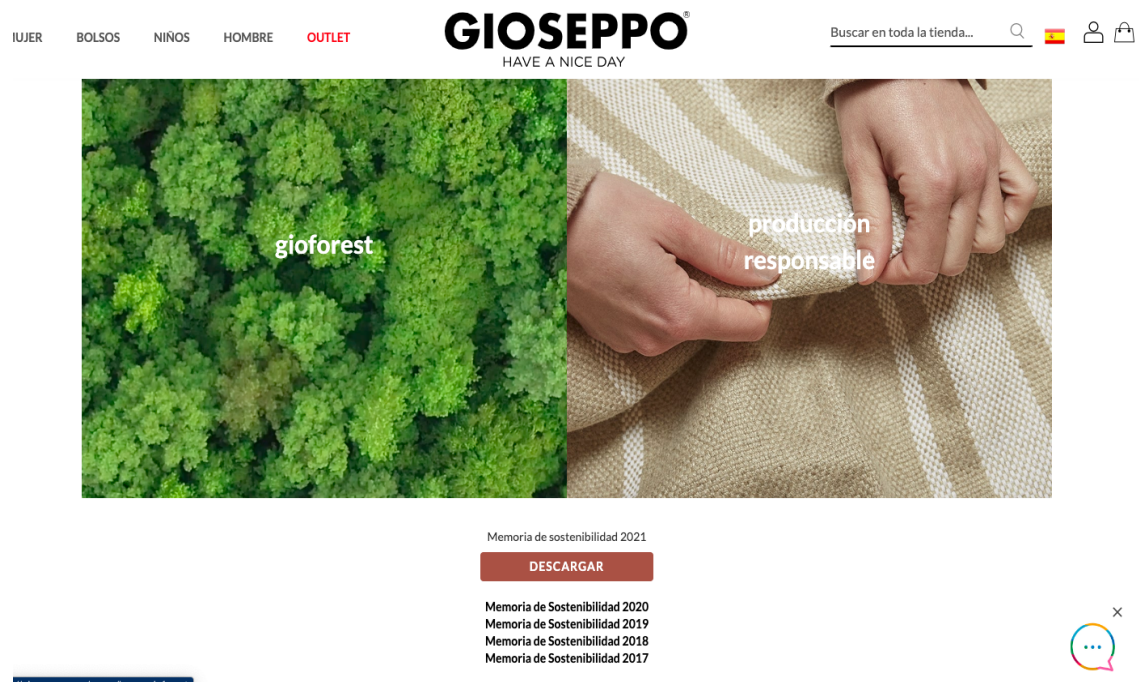 IUJER BOLSOS NIÑOS HOMBRE OUTLET
GIOSEPPO®
HAVE A NICE DAY
Buscar en toda la tienda...
gioforest
producción
responsable
Memoria de sostenibilidad 2021
DESCARGAR
Memoria de Sostenibilidad 2020
Memoria de Sostenibilidad 2019
Memoria de Sostenibilidad 2018
Memoria de Sostenibilidad 2017